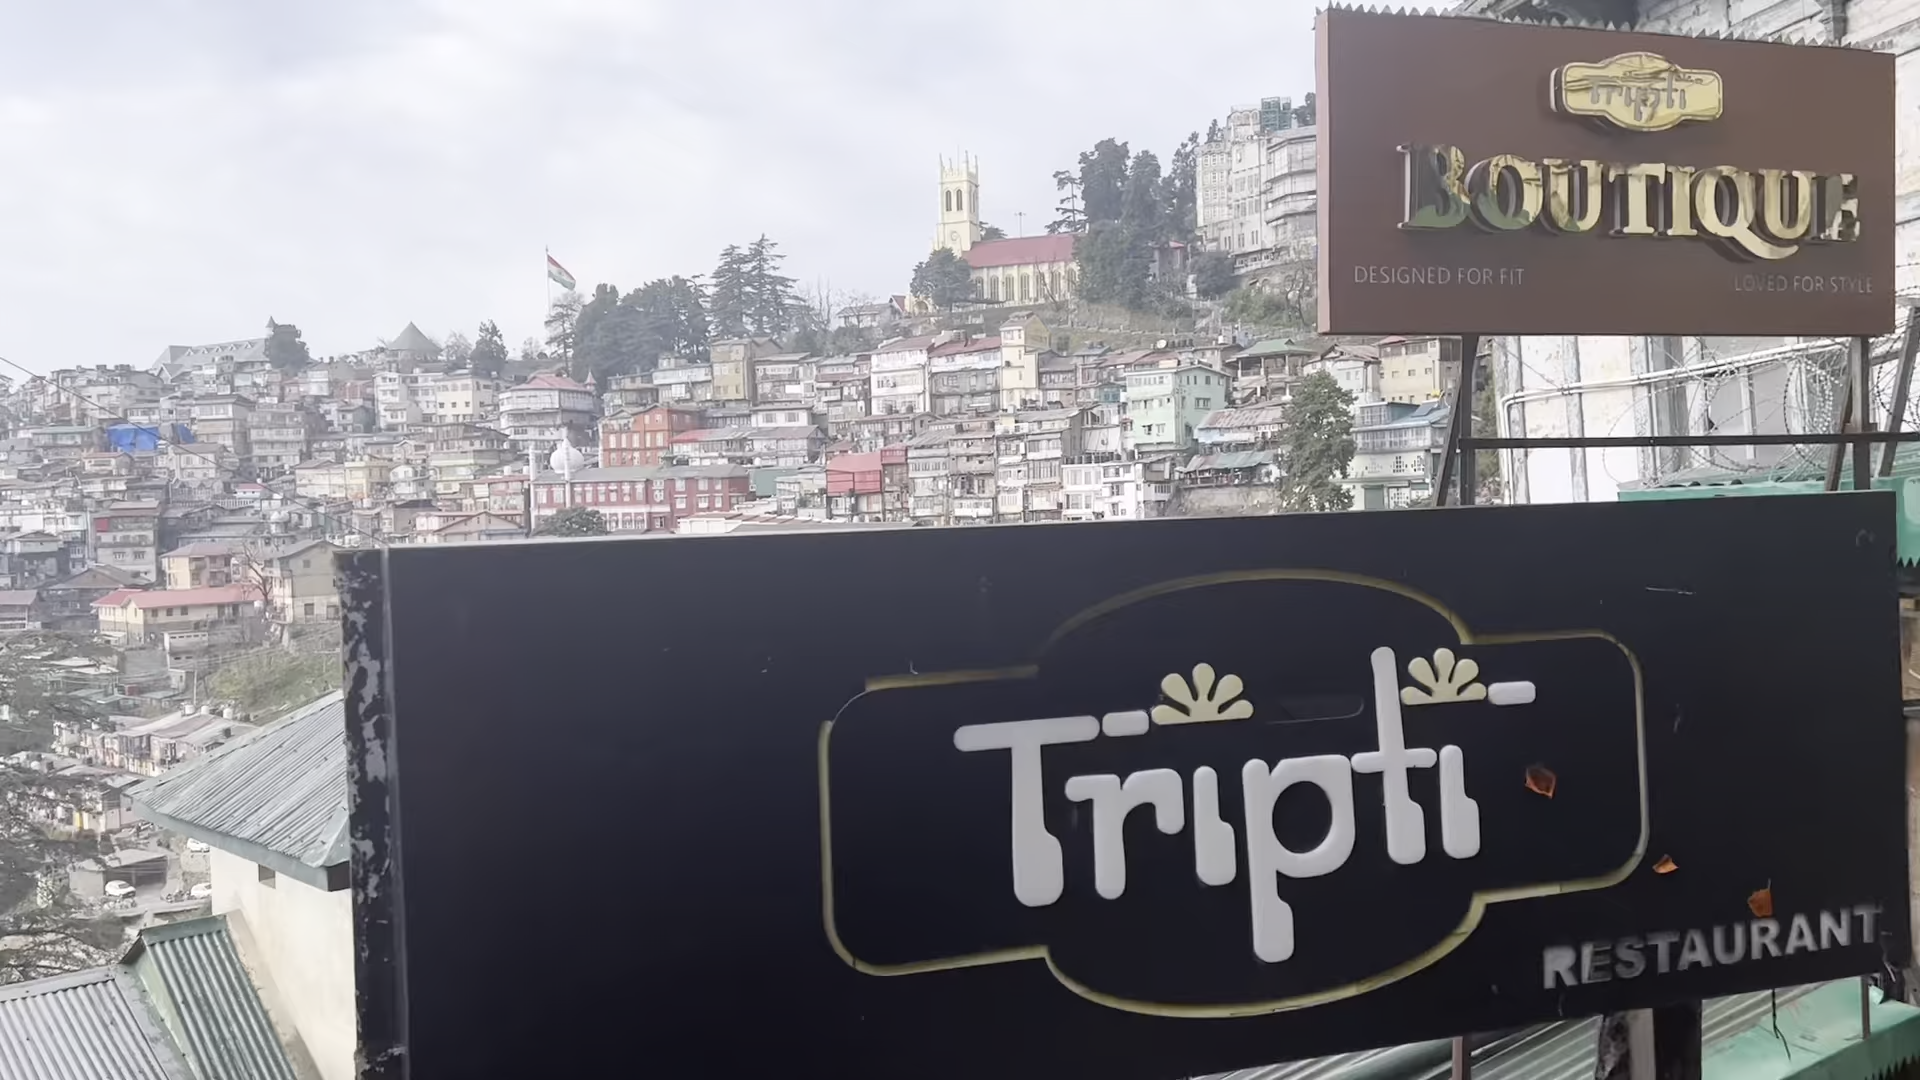 Tripti
BOUTIQUE
DESIGNED FOR FIT
LOVED FOR STYLE
Tripti
RESTAURANT